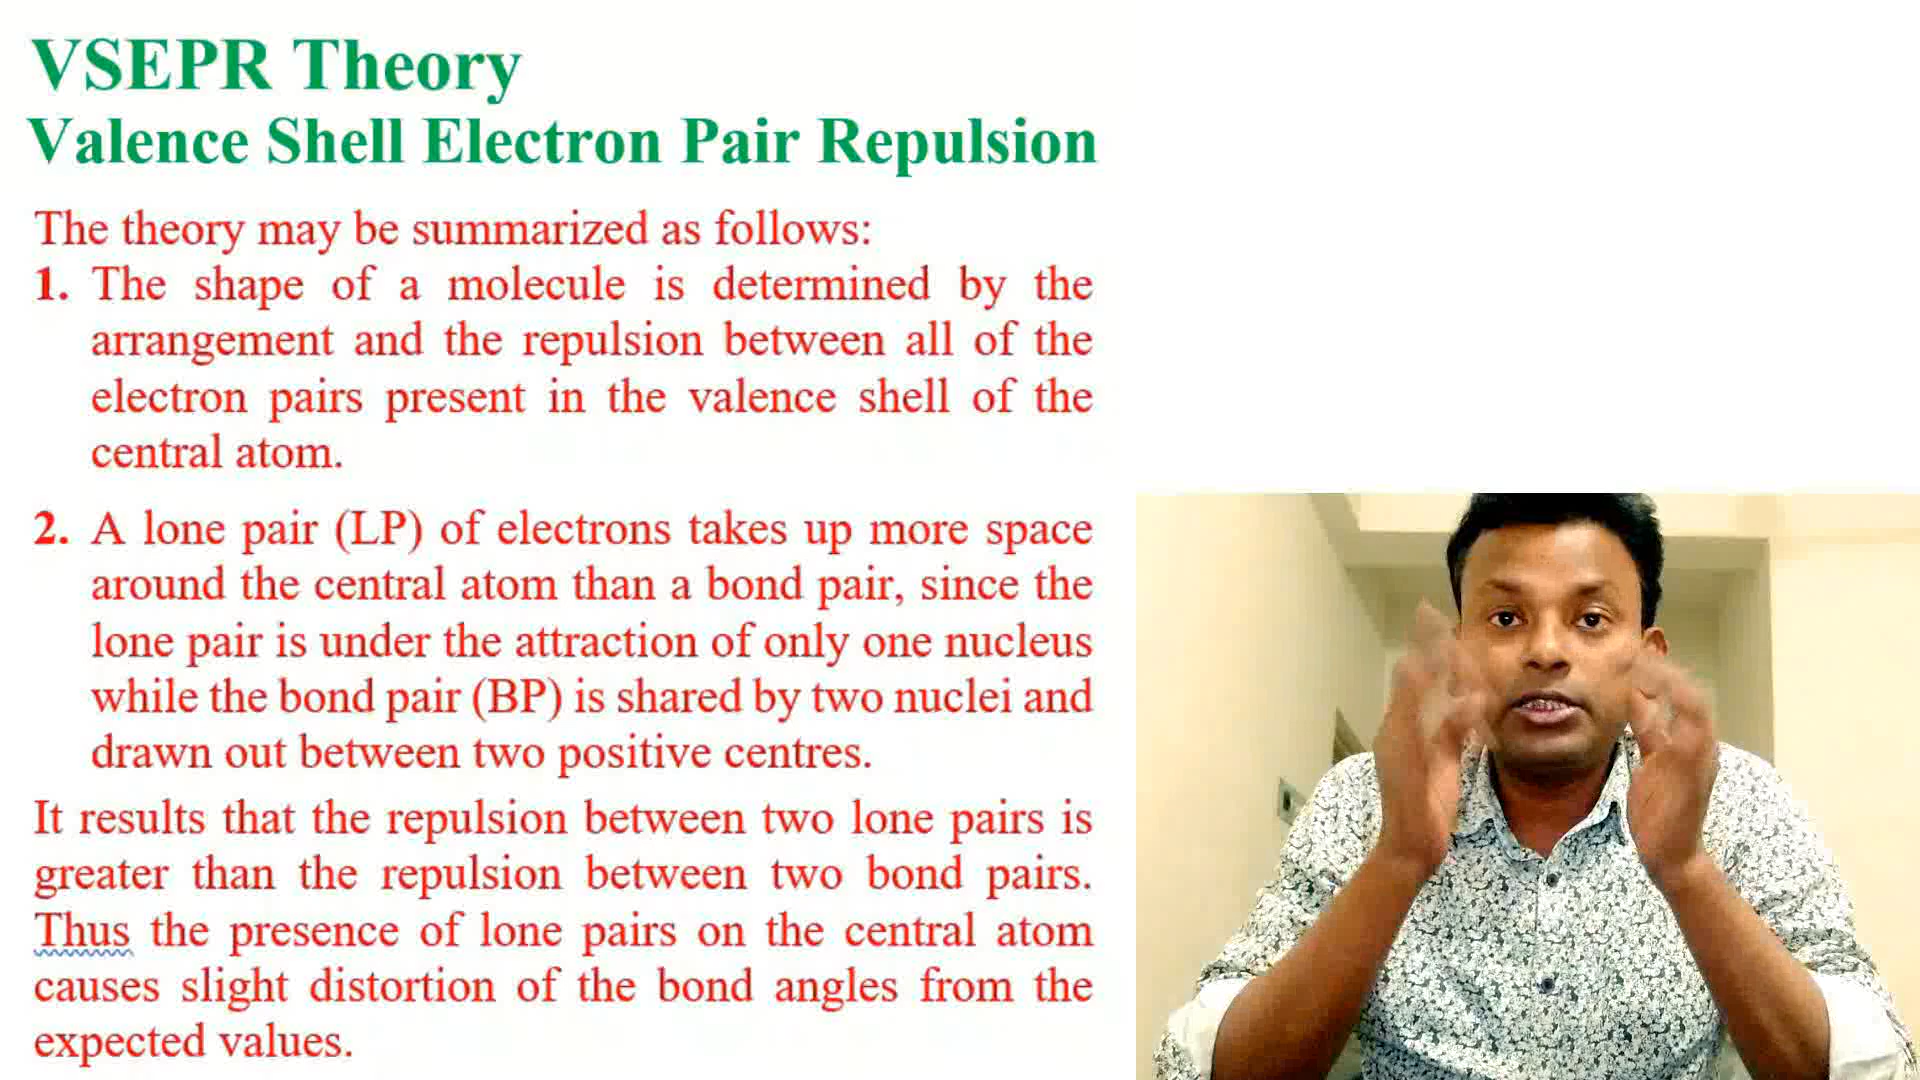 VSEPR Theory
Valence Shell Electron Pair Repulsion
The theory may be summarized as follows:
1. The shape of a molecule is determined by the
arrangement and the repulsion between all of the
electron pairs present in the valence shell of the
central atom.
2. A lone pair (LP) of electrons takes up more space
around the central atom than a bond pair, since the
lone pair is under the attraction of only one nucleus
while the bond pair (BP) is shared by two nuclei and
drawn out between two positive centres.
It results that the repulsion between two lone pairs is
greater than the repulsion between two bond pairs.
Thus the presence of lone pairs on the central atom
causes slight distortion of the bond angles from the
expected values.